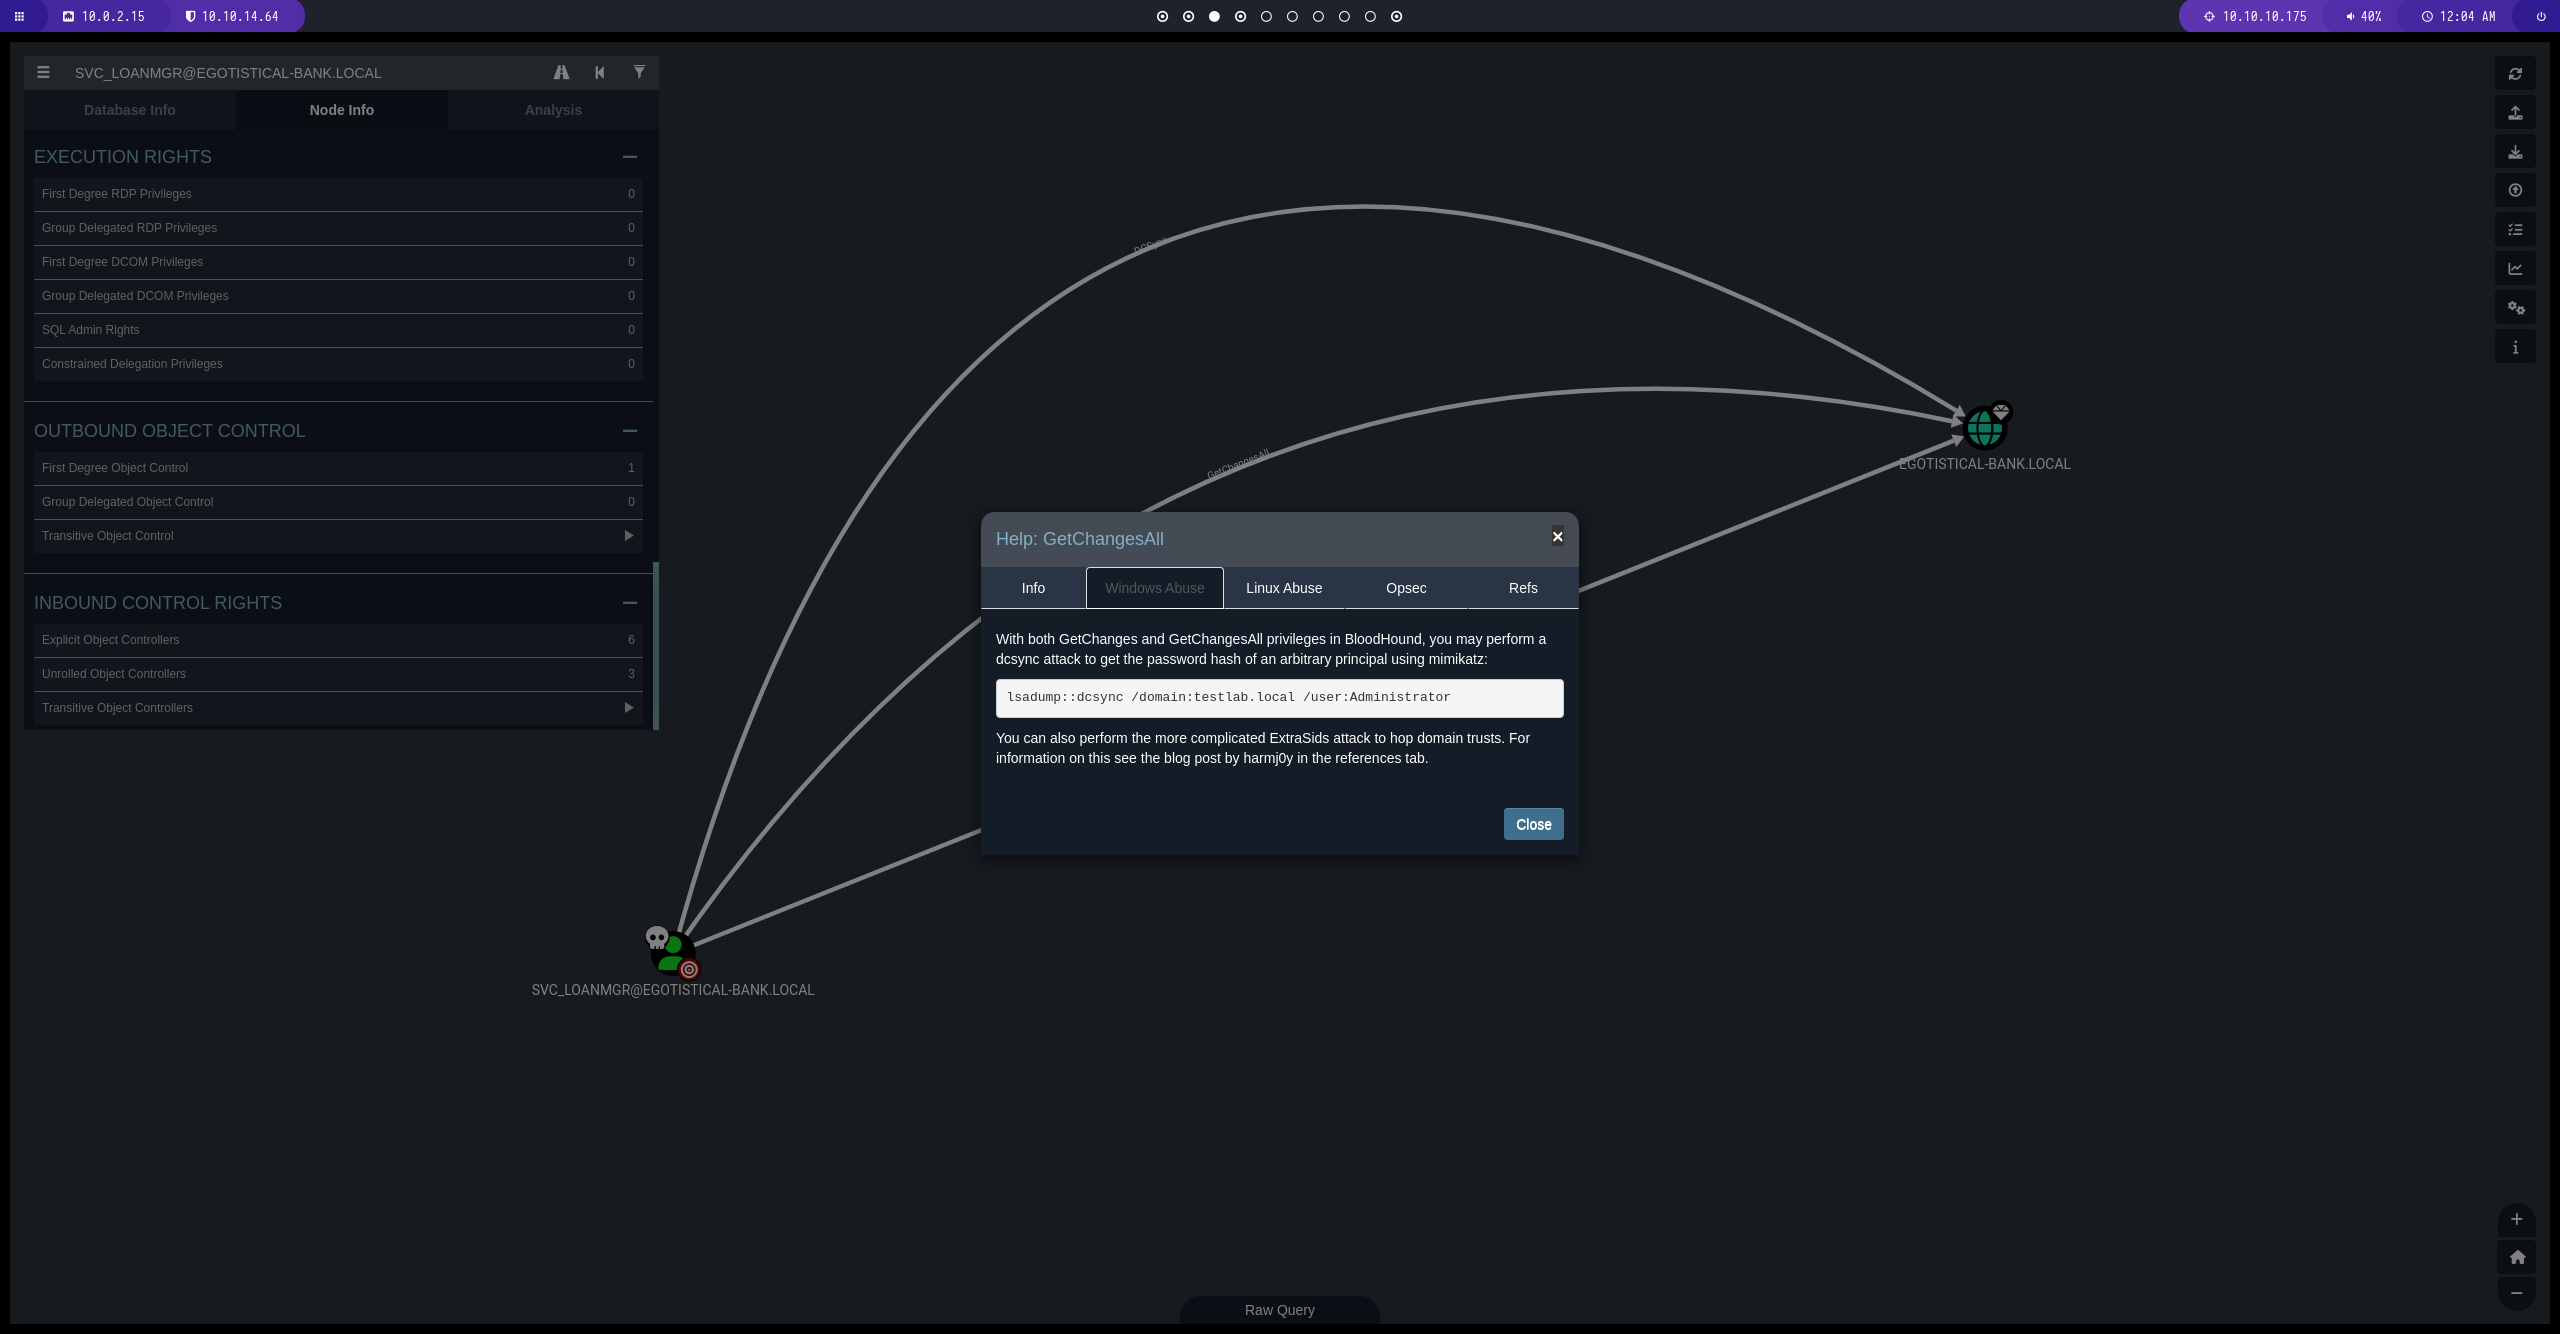 10.0.2.15
10.10.14.64
10.10.10.175
40%
12:04 AM
SVC_LOANMGR@EGOTISTICAL-BANK.LOCAL
Database Info
Node Info
Analysis
EXECUTION RIGHTS
First Degree RDP Privileges 0
Group Delegated RDP Privileges 0
First Degree DCOM Privileges 0
Group Delegated DCOM Privileges 0
SQL Admin Rights 0
Constrained Delegation Privileges 0
OUTBOUND OBJECT CONTROL
First Degree Object Control 1
Group Delegated Object Control 0
Transitive Object Control
INBOUND CONTROL RIGHTS
Explicit Object Controllers 6
Unrolled Object Controllers 3
Transitive Object Controllers
DCSync
GetChangesAll
EGOTISTICAL-BANK.LOCAL
Help: GetChangesAll
×
Info
Windows Abuse
Linux Abuse
Opsec
Refs
With both GetChanges and GetChangesAll privileges in BloodHound, you may perform a
dcsync attack to get the password hash of an arbitrary principal using mimikatz:
lsadump::dcsync /domain:testlab.local /user:Administrator
You can also perform the more complicated ExtraSids attack to hop domain trusts. For
information on this see the blog post by harmj0y in the references tab.
Close
SVC_LOANMGR@EGOTISTICAL-BANK.LOCAL
Raw Query